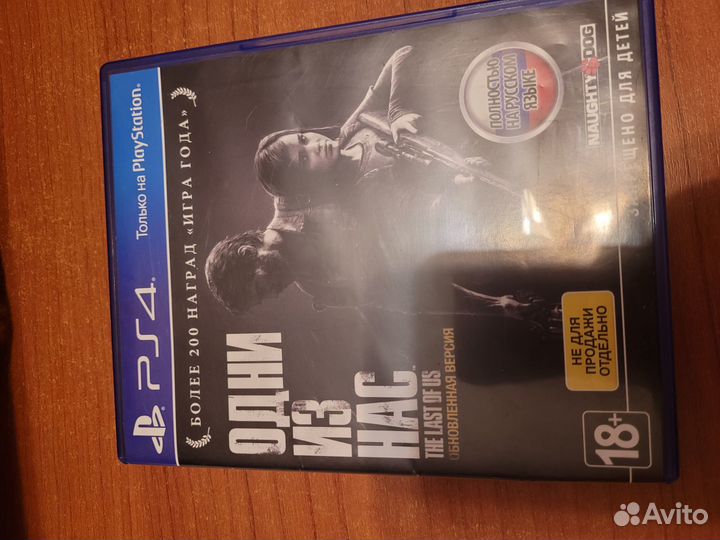 PS4
Только на PlayStation.
БОЛЕЕ 200 НАГРАД «ИГРА ГОДА»
ПОЛНОСТЬЮ
НА РУССКОМ
ЯЗЫКЕ
ОДНИ
ИЗ
НАС
THE LAST OF US
ОБНОВЛЕННАЯ ВЕРСИЯ
НЕ ДЛЯ
ПРОДАЖИ
ОТДЕЛЬНО
18+
NAUGHTY DOG
ЩЕНО ДЛЯ ДЕТЕЙ
Avito